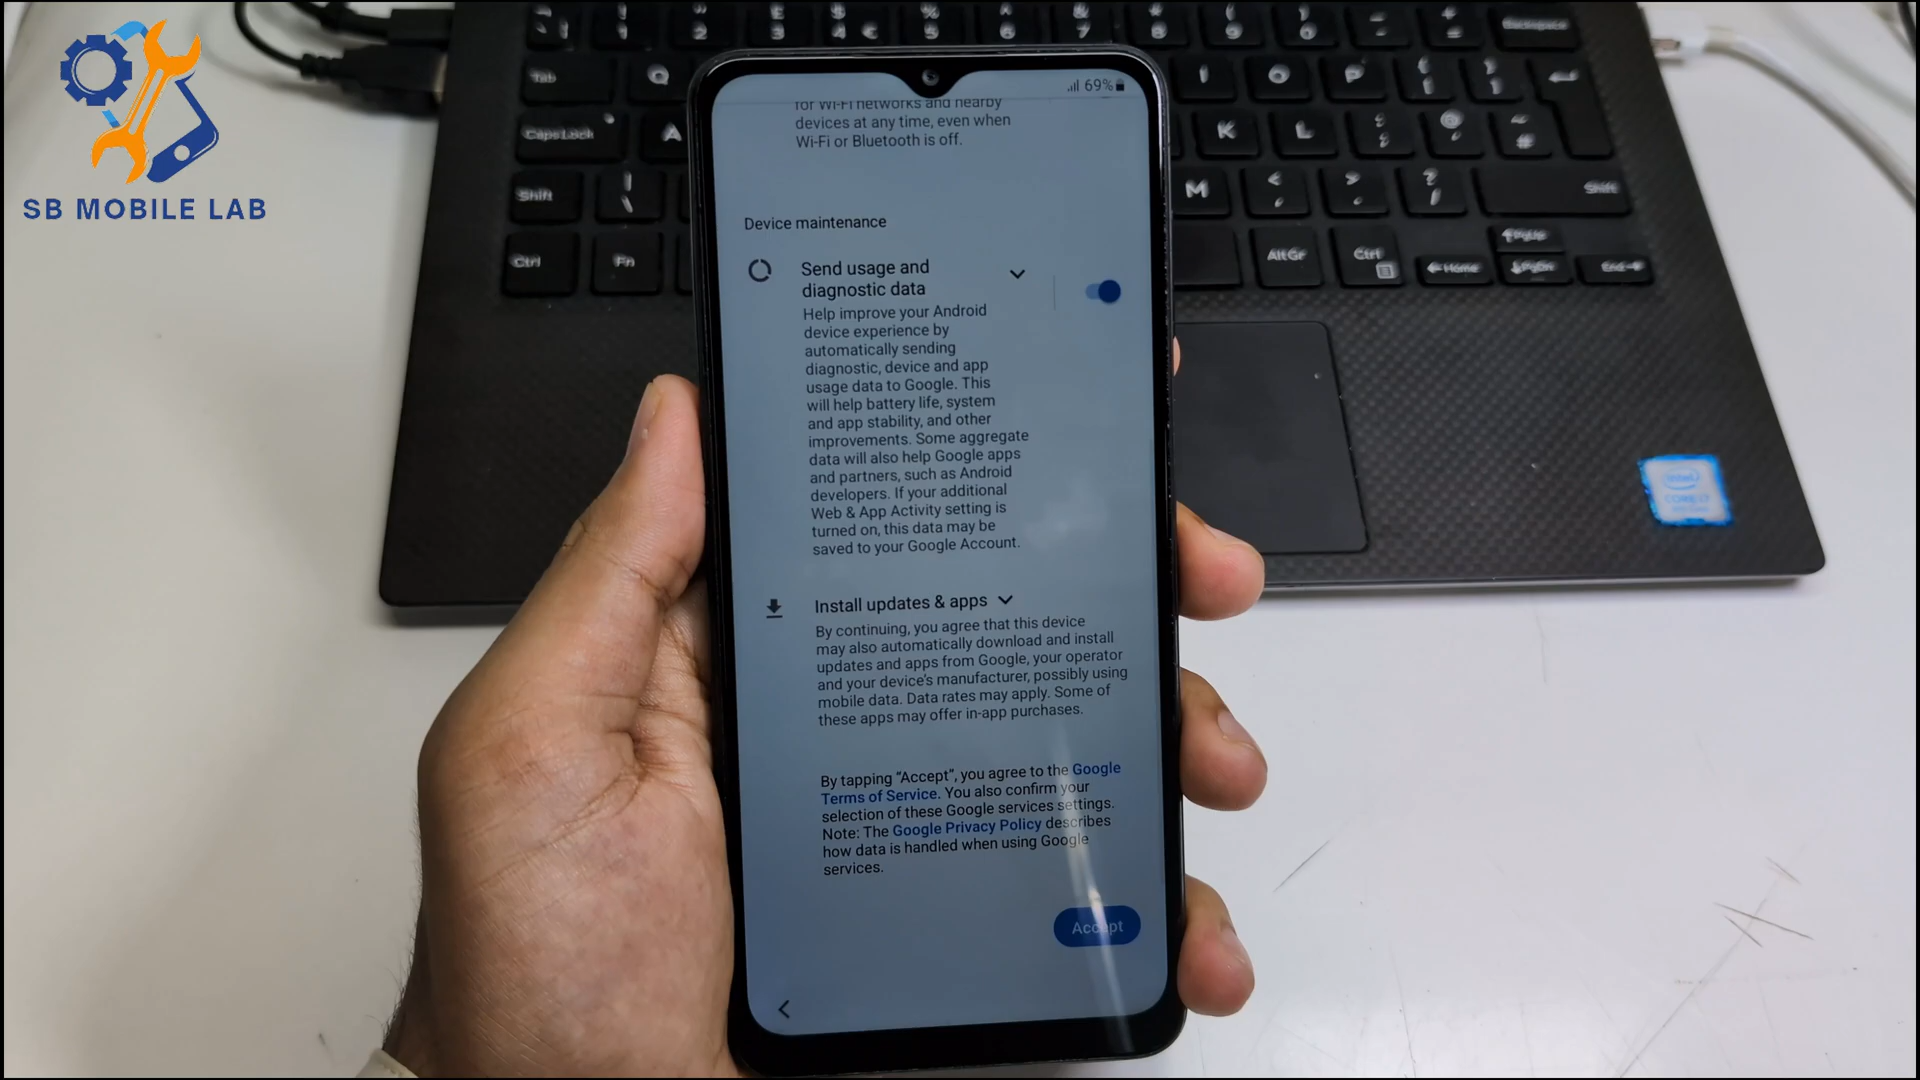 SB MOBILE LAB
69%
for Wi-Fi networks and nearby
devices at any time, even when
Wi-Fi or Bluetooth is off.
Device maintenance
Send usage and
diagnostic data
Help improve your Android
device experience by
automatically sending
diagnostic, device and app
usage data to Google. This
will help battery life, system
and app stability, and other
improvements. Some aggregate
data will also help Google apps
and partners, such as Android
developers. If your additional
Web & App Activity setting is
turned on, this data may be
saved to your Google Account.
Install updates & apps
By continuing, you agree that this device
may also automatically download and install
updates and apps from Google, your operator
and your device's manufacturer, possibly using
mobile data. Data rates may apply. Some of
these apps may offer in-app purchases.
By tapping “Accept”, you agree to the Google
Terms of Service. You also confirm your
selection of these Google services settings.
Note: The Google Privacy Policy describes
how data is handled when using Google
services.
Accept
Backspace
Tab
Q
P
Caps Lock
A
K
L
Shift
M
Shift
Ctrl
Fn
Alt Gr
Ctrl
PgUp
Home
PgDn
End
intel
CORE i7